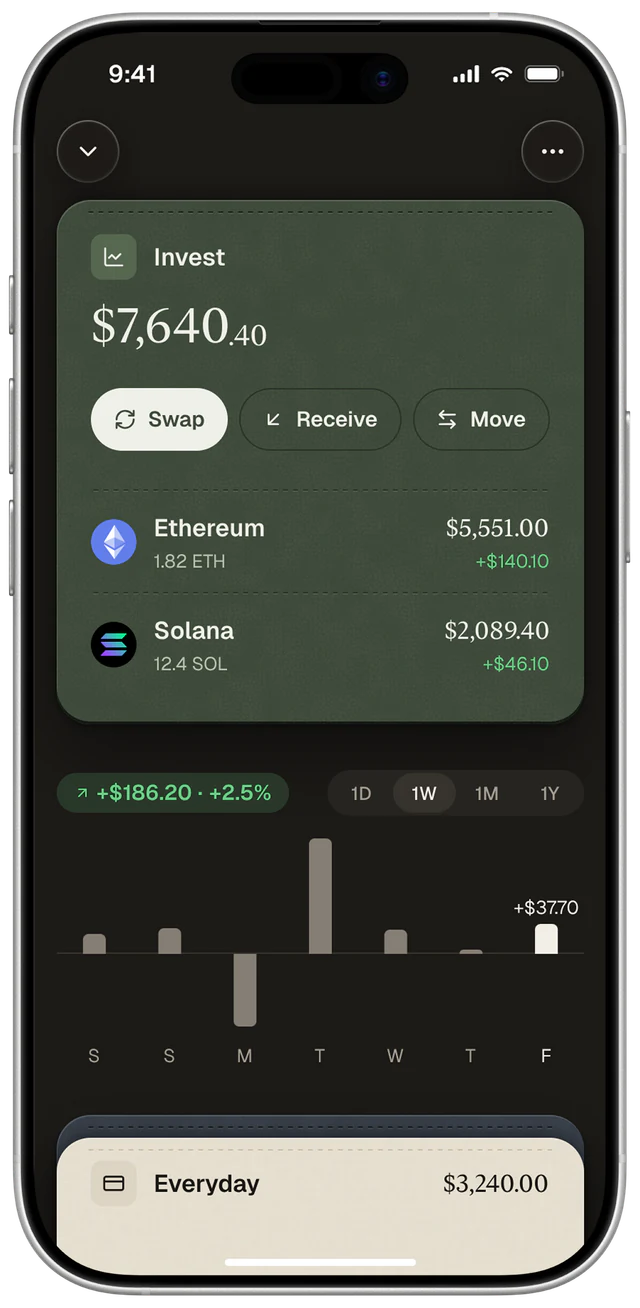 9:41
Invest
$7,640.40
Swap Receive Move
Ethereum $5,551.00
1.82 ETH +$140.10
Solana $2,089.40
12.4 SOL +$46.10
+$186.20 · +2.5% 1D 1W 1M 1Y
+$37.70
S S M T W T F
Everyday $3,240.00